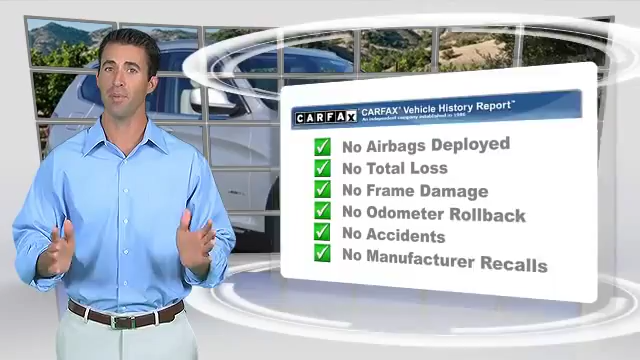 CARFAX CARFAX® Vehicle History Report™
An independent company established in 1986
No Airbags Deployed
No Total Loss
No Frame Damage
No Odometer Rollback
No Accidents
No Manufacturer Recalls